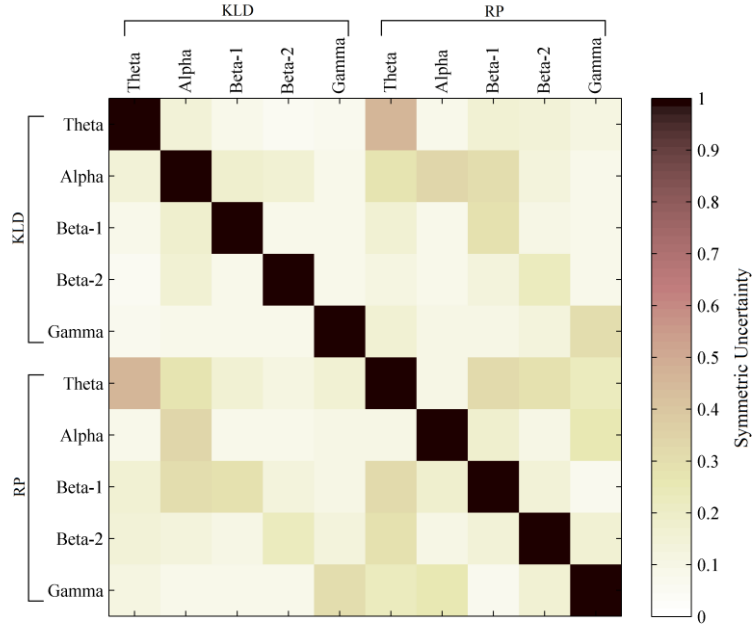 KLD RP
Theta Alpha Beta-1 Beta-2 Gamma Theta Alpha Beta-1 Beta-2 Gamma
KLD
Theta
Alpha
Beta-1
Beta-2
Gamma
RP
Theta
Alpha
Beta-1
Beta-2
Gamma
1
0.9
0.8
0.7
0.6
0.5
0.4
0.3
0.2
0.1
0
Symmetric Uncertainty